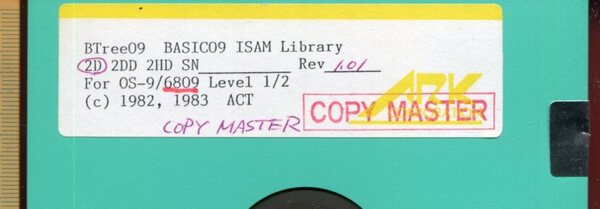 BTree09 BASIC09 ISAM Library
2D 2DD 2HD SN__________ Rev 1.01
For OS-9/6809 Level 1/2
(c) 1982, 1983 ACT
ARK
COPY MASTER
COPY MASTER